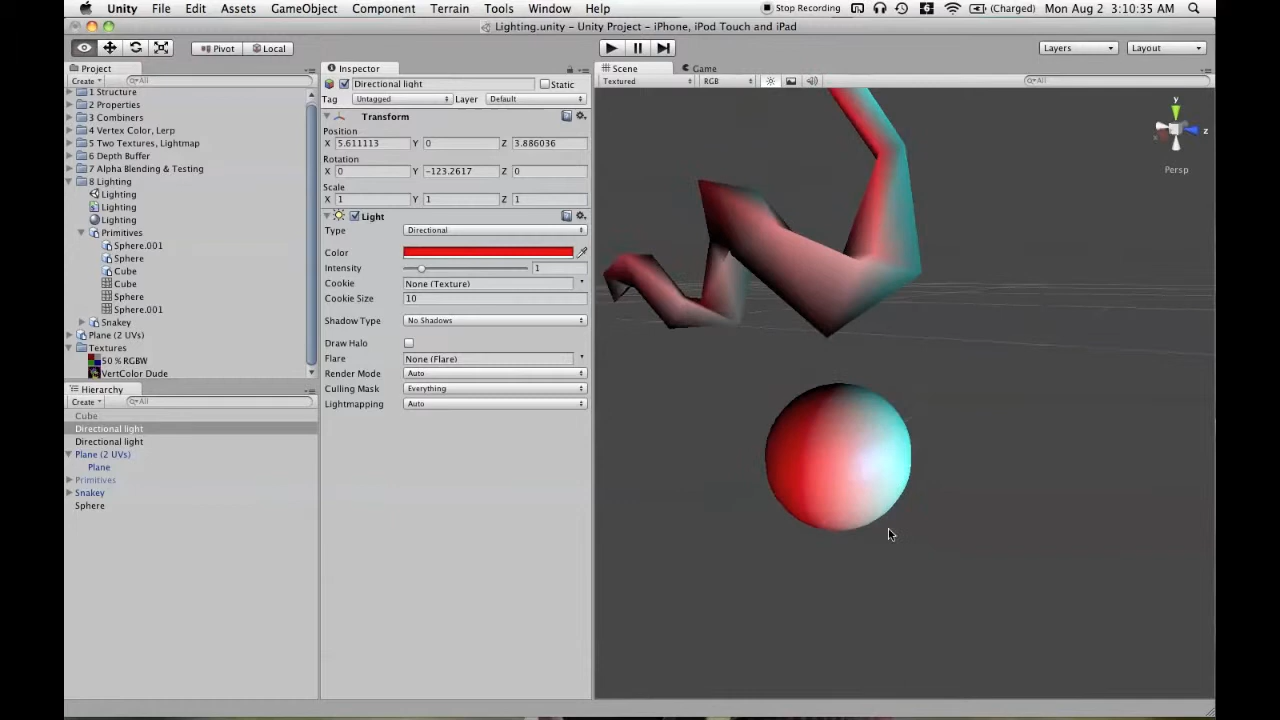 Unity File Edit Assets GameObject Component Terrain Tools Window Help Stop Recording (Charged) Mon Aug 2 3:10:35 AM
Lighting.unity – Unity Project – iPhone, iPod Touch and iPad
Pivot Local Layers Layout
Project
Create All
1 Structure
2 Properties
3 Combiners
4 Vertex Color, Lerp
5 Two Textures, Lightmap
6 Depth Buffer
7 Alpha Blending & Testing
8 Lighting
Lighting
Lighting
Lighting
Primitives
Sphere.001
Sphere
Cube
Cube
Sphere
Sphere.001
Snakey
Plane (2 UVs)
Textures
50 % RGBW
VertColor Dude
Hierarchy
Create All
Cube
Directional light
Directional light
Plane (2 UVs)
Plane
Primitives
Snakey
Sphere
Inspector
Directional light Static
Tag Untagged Layer Default
Transform
Position
X 5.611113 Y 0 Z 3.886036
Rotation
X 0 Y -123.2617 Z 0
Scale
X 1 Y 1 Z 1
Light
Type Directional
Color
Intensity 1
Cookie None (Texture)
Cookie Size 10
Shadow Type No Shadows
Draw Halo
Flare None (Flare)
Render Mode Auto
Culling Mask Everything
Lightmapping Auto
Scene Game
Textured RGB All
y
z
Persp